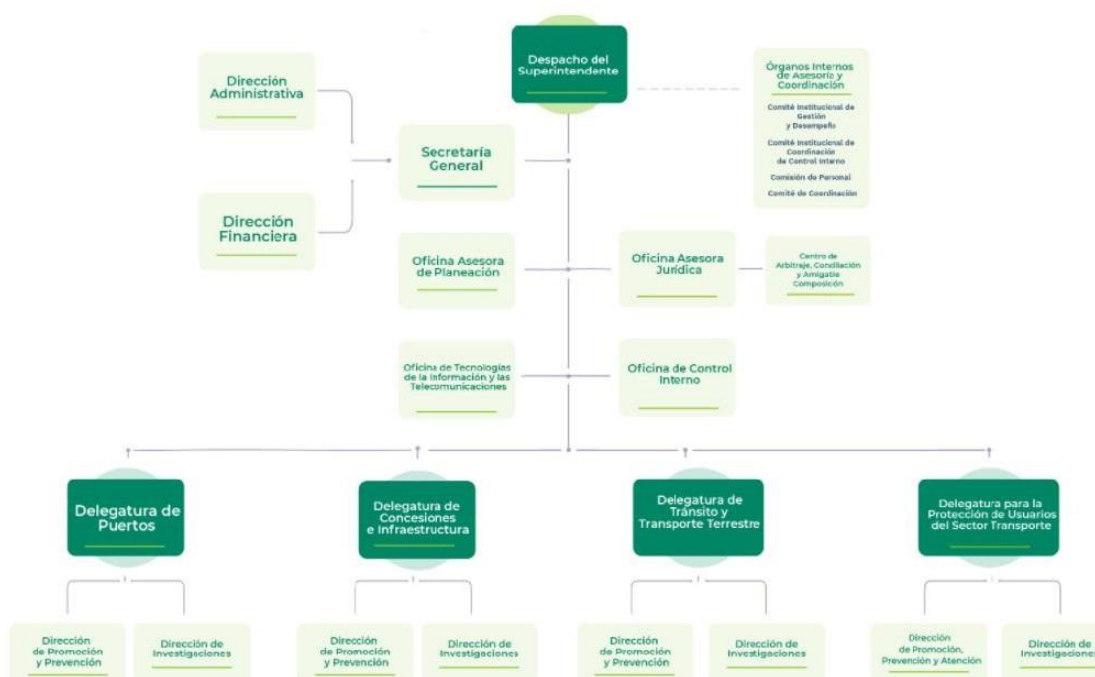 Despacho del
Superintendente
Dirección
Administrativa
Órganos Internos
de Asesoría y
Coordinación
Comité Institucional de
Gestión
y Desempeño
Comité Institucional de
Coordinación
de Control Interno
Comisión de Personal
Comité de Coordinación
Secretaría
General
Dirección
Financiera
Oficina Asesora
de Planeación
Oficina Asesora
Jurídica
Centro de
Arbitraje, Conciliación
y Amigable
Composición
Oficina de Tecnologías
de la Información y las
Telecomunicaciones
Oficina de Control
Interno
Delegatura de
Puertos
Delegatura de
Concesiones
e Infraestructura
Delegatura de
Tránsito y
Transporte Terrestre
Delegatura para la
Protección de Usuarios
del Sector Transporte
Dirección
de Promoción
y Prevención
Dirección de
Investigaciones
Dirección
de Promoción
y Prevención
Dirección de
Investigaciones
Dirección
de Promoción
y Prevención
Dirección de
Investigaciones
Dirección
de Promoción,
Prevención y Atención
Dirección de
Investigaciones